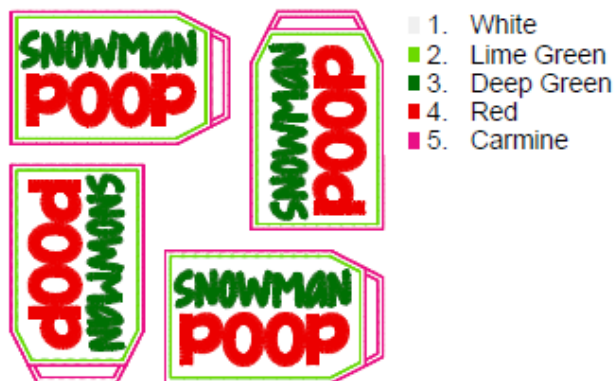 SNOWMAN
POOP
SNOWMAN
POOP
SNOWMAN
POOP
SNOWMAN
POOP
1. White
2. Lime Green
3. Deep Green
4. Red
5. Carmine